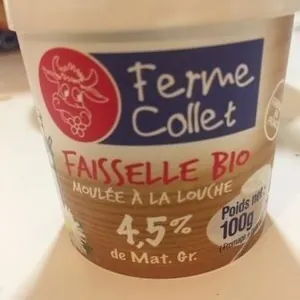 Ferme
Collet
FAISSELLE BIO
MOULÉE À LA LOUCHE
4,5%
de Mat. Gr.
Poids net
100g